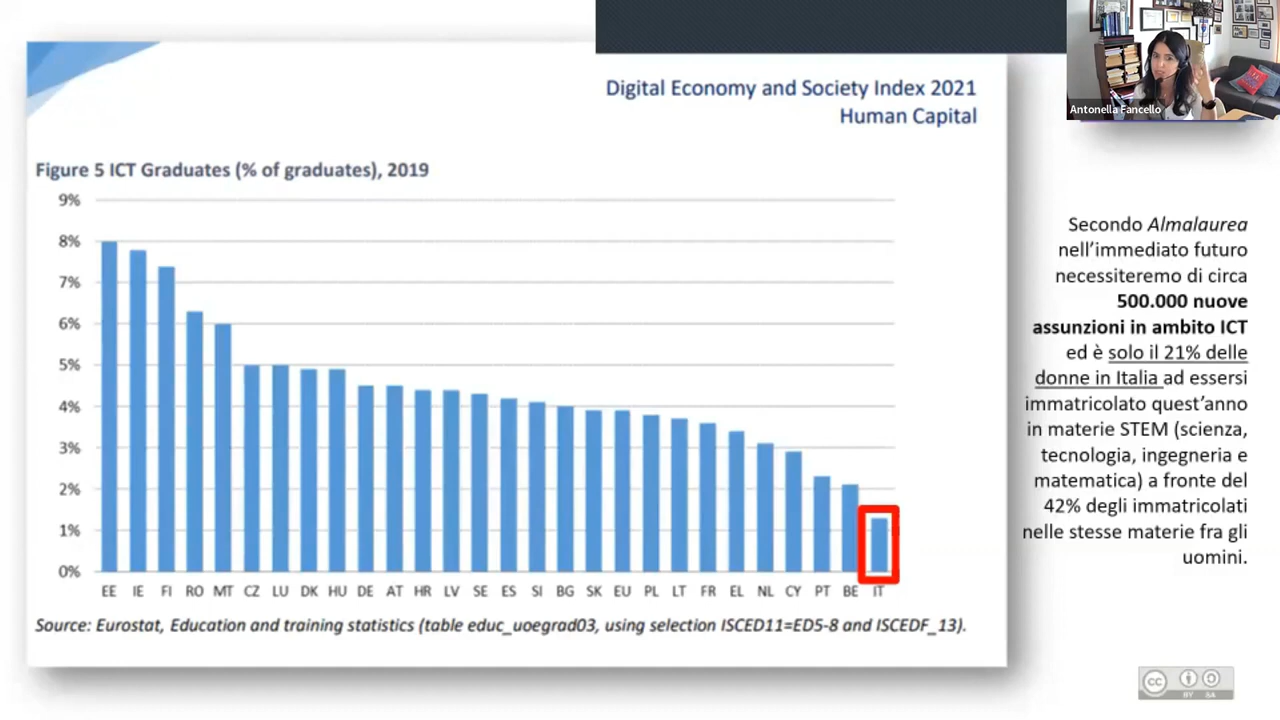 Antonella Fancello
Digital Economy and Society Index 2021
Human Capital
Figure 5 ICT Graduates (% of graduates), 2019
9%
8%
7%
6%
5%
4%
3%
2%
1%
0%
EE IE FI RO MT CZ LU DK HU DE AT HR LV SE ES SI BG SK EU PL LT FR EL NL CY PT BE IT
Source: Eurostat, Education and training statistics (table educ_uoegrad03, using selection ISCED11=ED5-8 and ISCEDF_13).
Secondo Almalaurea
nell’immediato futuro
necessiteremo di circa
500.000 nuove
assunzioni in ambito ICT
ed è solo il 21% delle
donne in Italia ad essersi
immatricolato quest’anno
in materie STEM (scienza,
tecnologia, ingegneria e
matematica) a fronte del
42% degli immatricolati
nelle stesse materie fra gli
uomini.
cc
BY SA